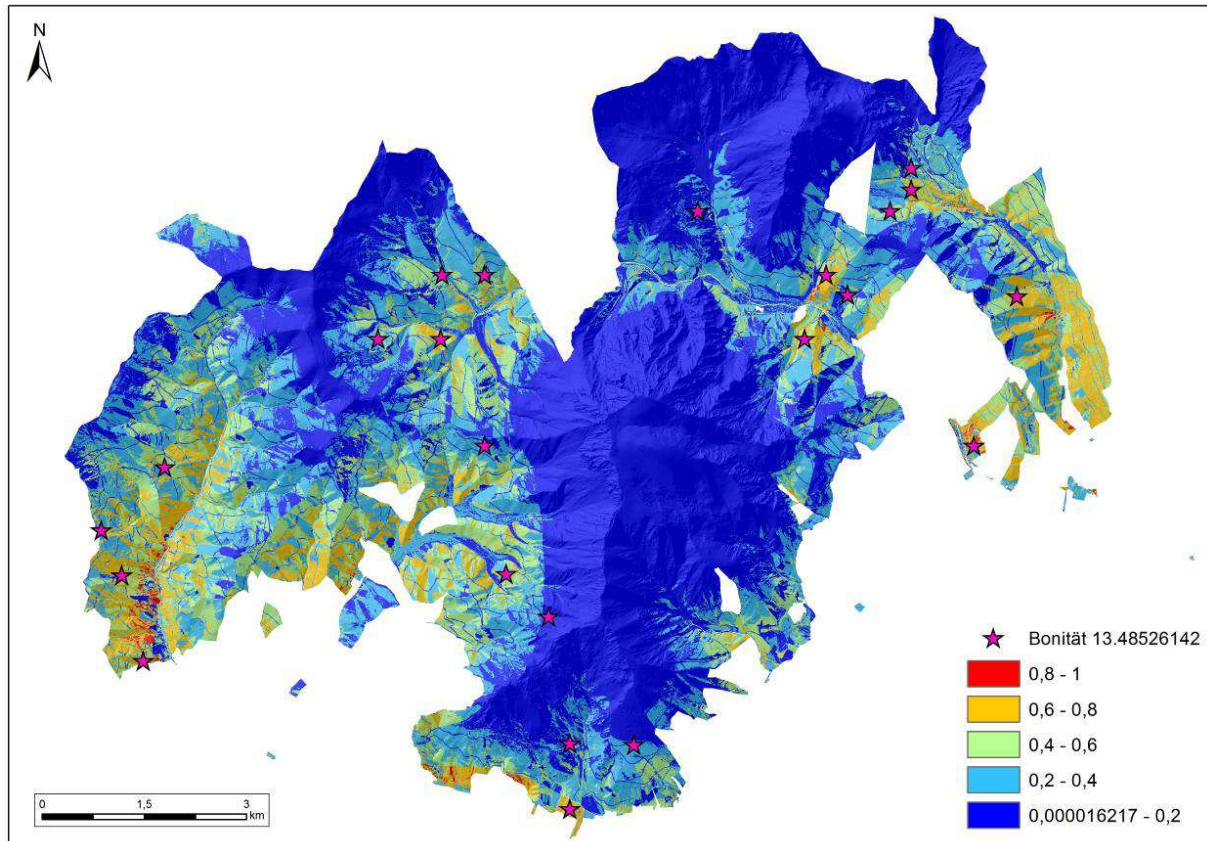 N
Bonität 13.48526142
0,8 - 1
0,6 - 0,8
0,4 - 0,6
0,2 - 0,4
0,000016217 - 0,2
0 1,5 3
km